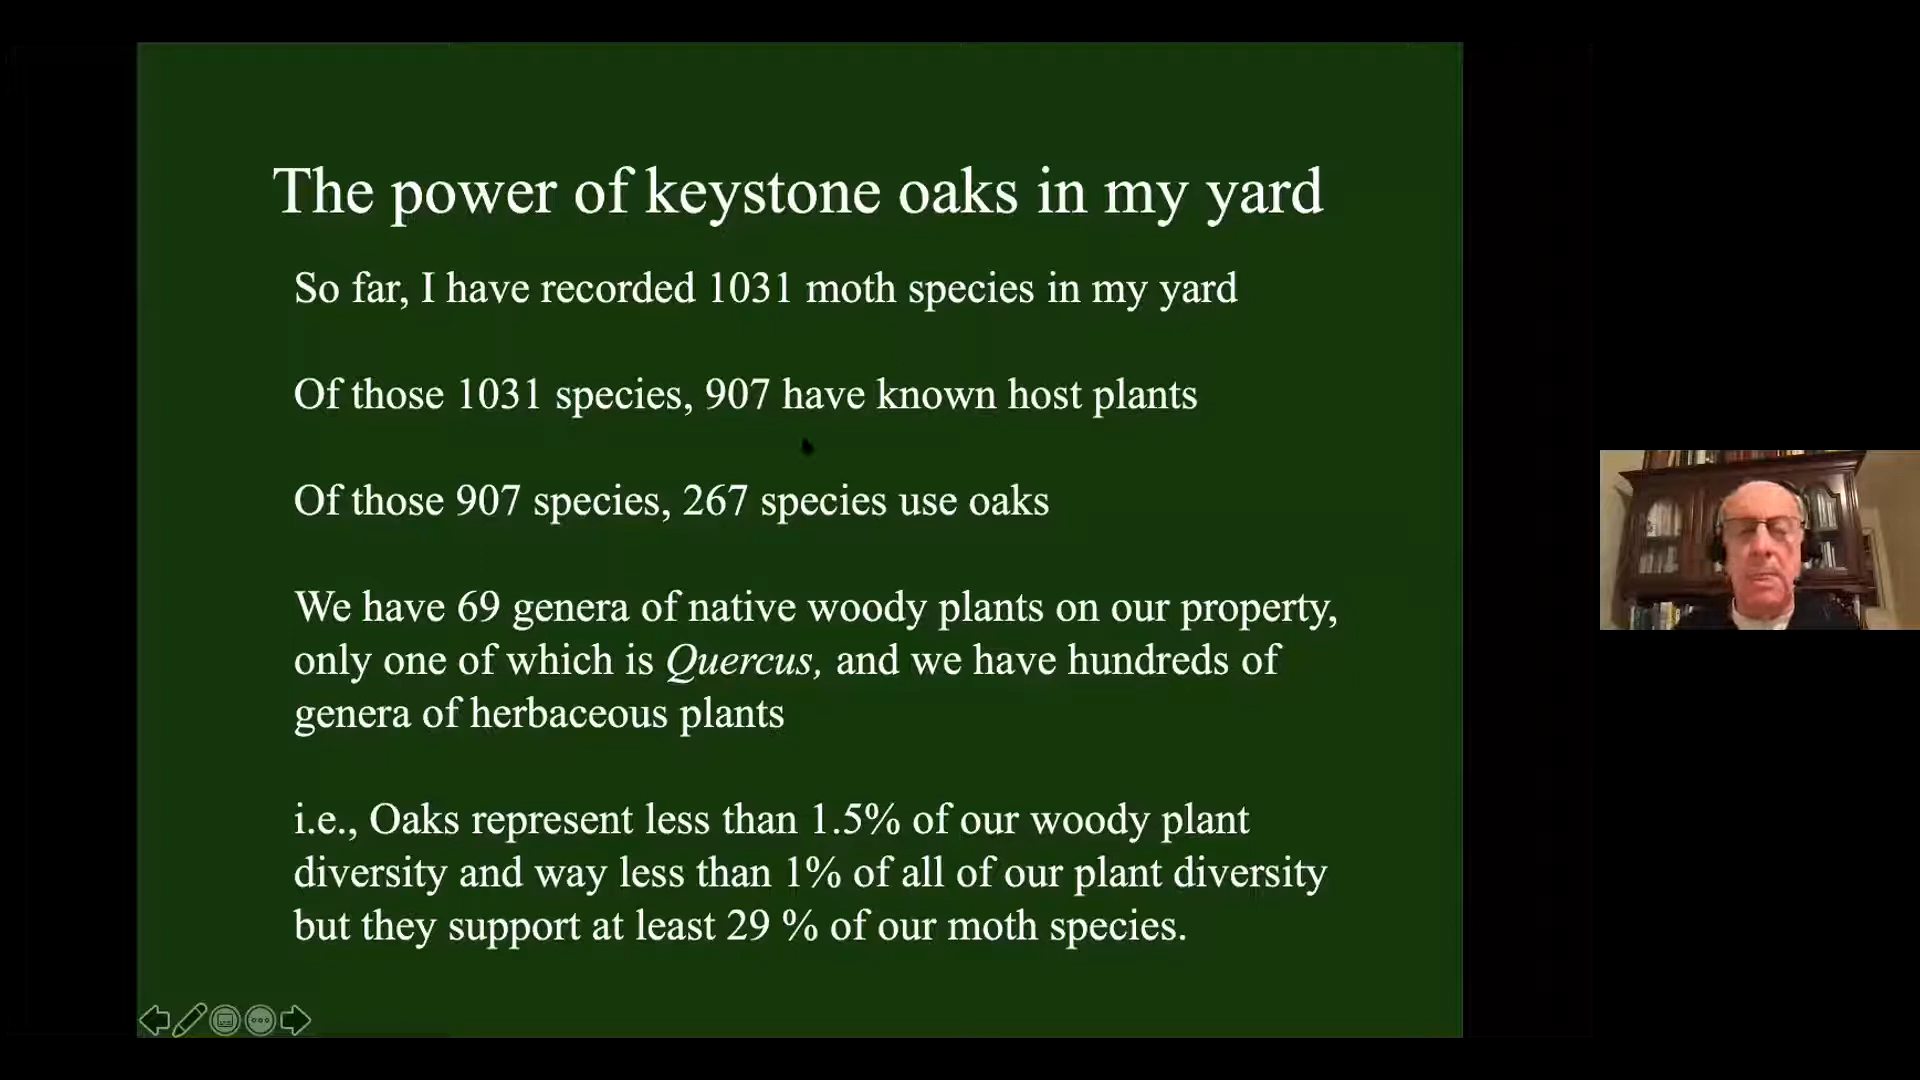 The power of keystone oaks in my yard
So far, I have recorded 1031 moth species in my yard
Of those 1031 species, 907 have known host plants
Of those 907 species, 267 species use oaks
We have 69 genera of native woody plants on our property,
only one of which is Quercus, and we have hundreds of
genera of herbaceous plants
i.e., Oaks represent less than 1.5% of our woody plant
diversity and way less than 1% of all of our plant diversity
but they support at least 29 % of our moth species.